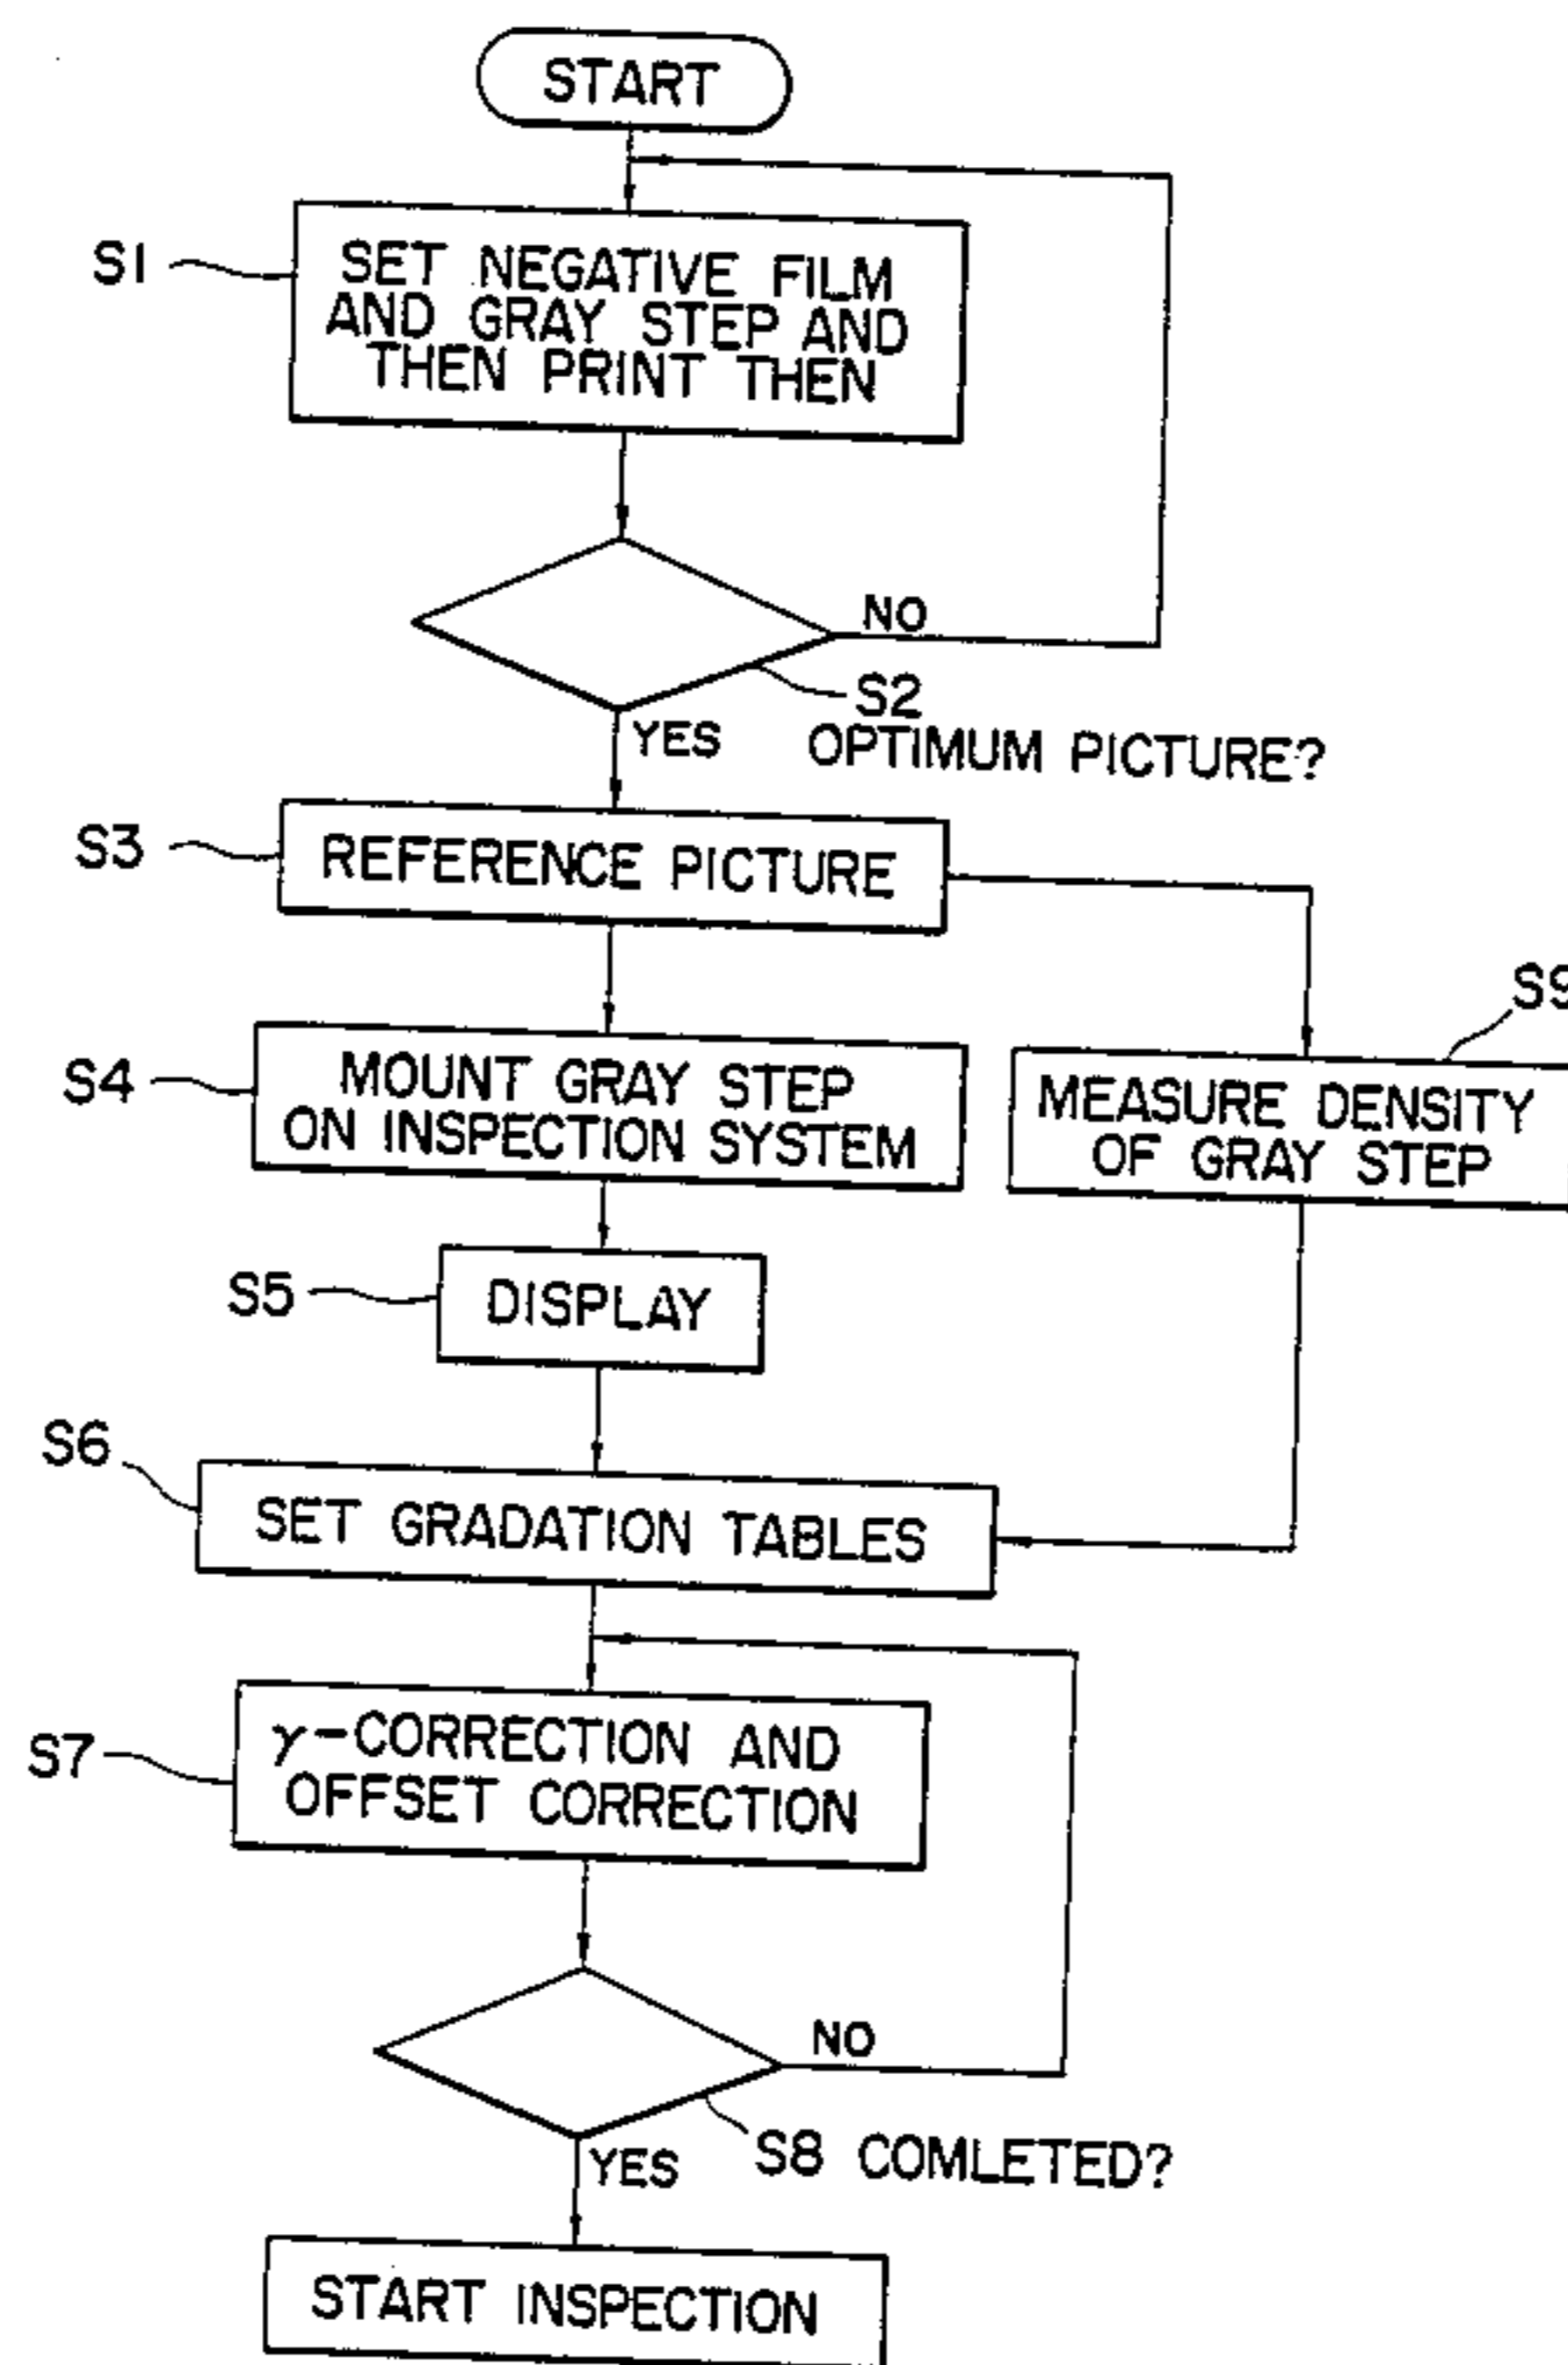 START
S1
SET NEGATIVE FILM
AND GRAY STEP AND
THEN PRINT THEN
NO
S2
YES
OPTIMUM PICTURE?
S3
REFERENCE PICTURE
S9
S4
MOUNT GRAY STEP
ON INSPECTION SYSTEM
MEASURE DENSITY
OF GRAY STEP
S5
DISPLAY
S6
SET GRADATION TABLES
S7
γ-CORRECTION AND
OFFSET CORRECTION
NO
S8 COMLETED?
YES
START INSPECTION